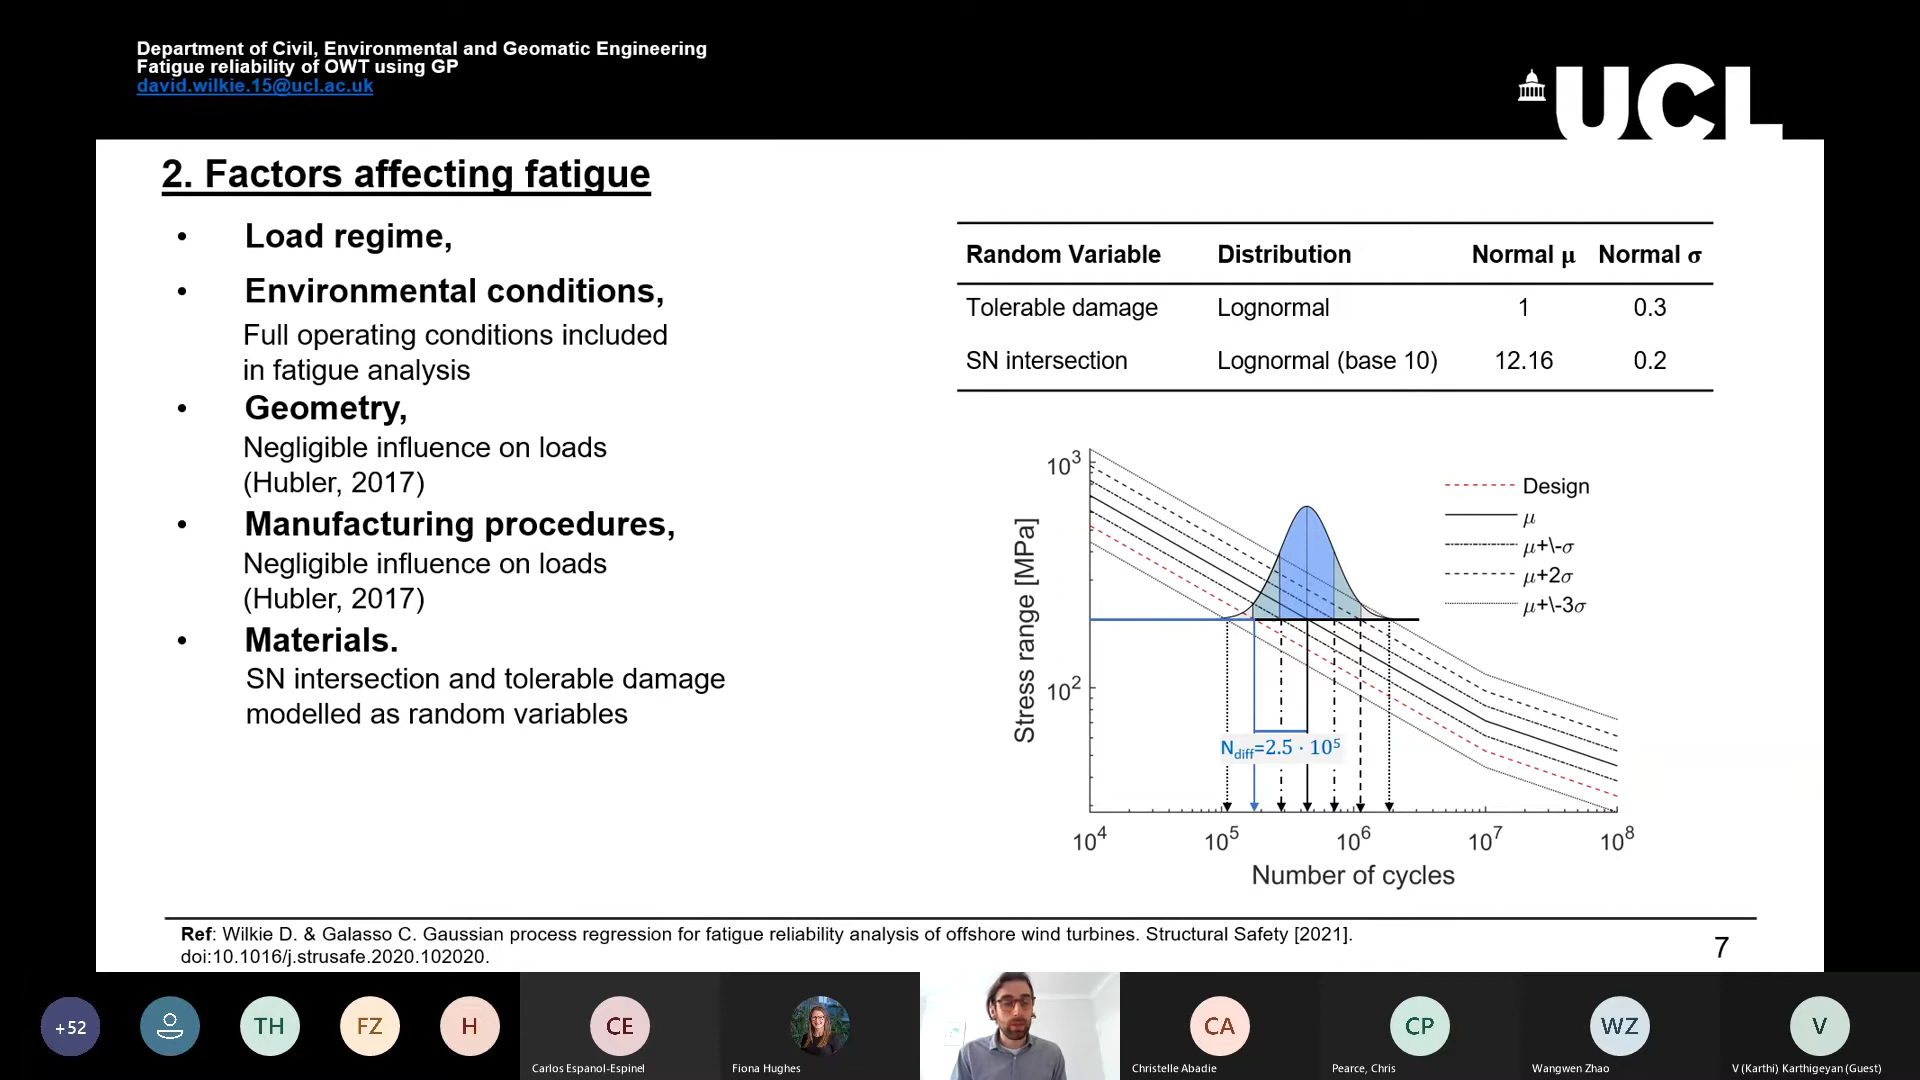 Department of Civil, Environmental and Geomatic Engineering
Fatigue reliability of OWT using GP
david.wilkie.15@ucl.ac.uk
UCL
2. Factors affecting fatigue
• Load regime,
• Environmental conditions,
Full operating conditions included
in fatigue analysis
• Geometry,
Negligible influence on loads
(Hubler, 2017)
• Manufacturing procedures,
Negligible influence on loads
(Hubler, 2017)
• Materials.
SN intersection and tolerable damage
modelled as random variables
Random Variable Distribution Normal μ Normal σ
Tolerable damage Lognormal 1 0.3
SN intersection Lognormal (base 10) 12.16 0.2
10³
10²
Stress range [MPa]
Design
μ
μ+\-σ
μ+2σ
μ+\-3σ
N_diff=2.5 · 10⁵
10⁴ 10⁵ 10⁶ 10⁷ 10⁸
Number of cycles
Ref: Wilkie D. & Galasso C. Gaussian process regression for fatigue reliability analysis of offshore wind turbines. Structural Safety [2021].
doi:10.1016/j.strusafe.2020.102020.
7
+52 TH FZ H CE CA CP WZ V
Carlos Espanol-Espinel Fiona Hughes Christelle Abadie Pearce, Chris Wangwen Zhao V (Karthi) Karthigeyan (Guest)